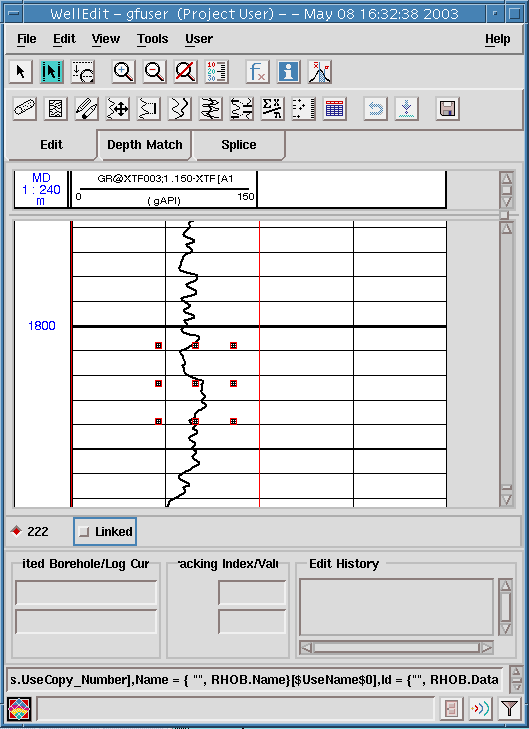 WellEdit – gfuser (Project User) – – May 08 16:32:38 2003
File Edit View Tools User Help
Edit Depth Match Splice
MD
1 : 240
m
GR@XTF003;1 .150-XTF[A1
0 150
( gAPI)
1800
222 Linked
ited Borehole/Log Cur acking Index/Valu Edit History
s.UseCopy_Number],Name = { "", RHOB.Name}[$UseName$0],Id = {"", RHOB.Data